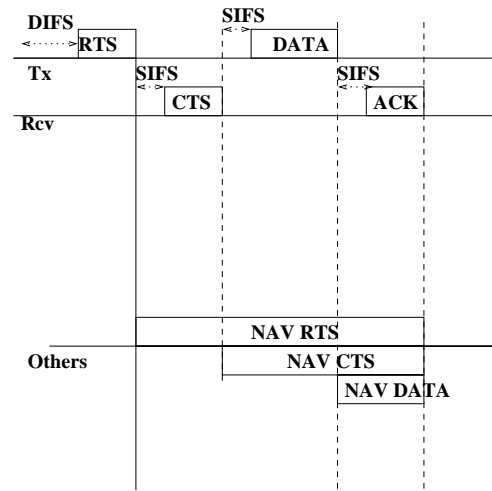 SIFS
DIFS
RTS
DATA
Tx
SIFS
SIFS
CTS
ACK
Rcv
NAV RTS
Others
NAV CTS
NAV DATA